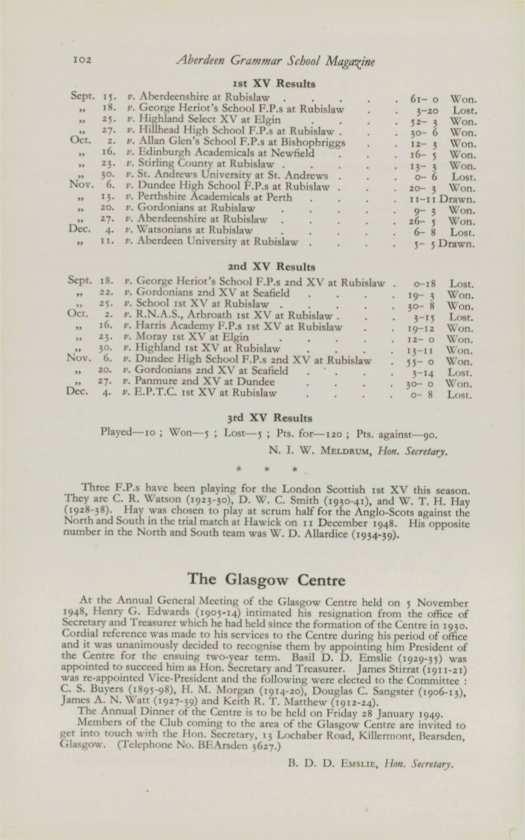 102 Aberdeen Grammar School Magazine
1st XV Results
Sept. 15. v. Aberdeenshire at Rubislaw . . . . . 61– 0 Won.
„ 18. v. George Heriot's School F.P.s at Rubislaw . . 3–20 Lost.
„ 25. v. Highland Select XV at Elgin . . . . 52– 3 Won.
„ 27. v. Hillhead High School F.P.s at Rubislaw . . . 30– 6 Won.
Oct. 2. v. Allan Glen's School F.P.s at Bishopbriggs . . 12– 3 Won.
„ 16. v. Edinburgh Academicals at Newfield . . . 16– 5 Won.
„ 23. v. Stirling County at Rubislaw . . . . . 13– 3 Won.
„ 30. v. St. Andrews University at St. Andrews . . . 0– 6 Lost.
Nov. 6. v. Dundee High School F.P.s at Rubislaw . . . 20– 3 Won.
„ 13. v. Perthshire Academicals at Perth . . . . 11–11 Drawn.
„ 20. v. Gordonians at Rubislaw . . . . . 9– 3 Won.
„ 27. v. Aberdeenshire at Rubislaw . . . . . 26– 5 Won.
Dec. 4. v. Watsonians at Rubislaw . . . . . 6– 8 Lost.
„ 11. v. Aberdeen University at Rubislaw . . . . 5– 5 Drawn.
2nd XV Results
Sept. 18. v. George Heriot's School F.P.s 2nd XV at Rubislaw . 0–18 Lost.
„ 22. v. Gordonians 2nd XV at Seafield . . . . 19– 3 Won.
„ 25. v. School 1st XV at Rubislaw . . . . . 30– 8 Won.
Oct. 2. v. R.N.A.S., Arbroath 1st XV at Rubislaw . . . 3–15 Lost.
„ 16. v. Harris Academy F.P.s 1st XV at Rubislaw . . 19–12 Won.
„ 23. v. Moray 1st XV at Elgin . . . . . 12– 0 Won.
„ 30. v. Highland 1st XV at Rubislaw . . . . 13–11 Won.
Nov. 6. v. Dundee High School F.P.s 2nd XV at Rubislaw . 55– 0 Won.
„ 20. v. Gordonians 2nd XV at Seafield . . . . 3–14 Lost.
„ 27. v. Panmure 2nd XV at Dundee . . . . 30– 0 Won.
Dec. 4. v. E.P.T.C. 1st XV at Rubislaw . . . . 0– 8 Lost.
3rd XV Results
Played—10 ; Won—5 ; Lost—5 ; Pts. for—120 ; Pts. against—90.
N. I. W. Meldrum, Hon. Secretary.
* * *
Three F.P.s have been playing for the London Scottish 1st XV this season.
They are C. R. Watson (1923-30), D. W. C. Smith (1930-41), and W. T. H. Hay
(1928-38). Hay was chosen to play at scrum half for the Anglo-Scots against the
North and South in the trial match at Hawick on 11 December 1948. His opposite
number in the North and South team was W. D. Allardice (1934-39).
The Glasgow Centre
At the Annual General Meeting of the Glasgow Centre held on 5 November
1948, Henry G. Edwards (1905-14) intimated his resignation from the office of
Secretary and Treasurer which he had held since the formation of the Centre in 1930.
Cordial reference was made to his services to the Centre during his period of office
and it was unanimously decided to recognise them by appointing him President of
the Centre for the ensuing two-year term. Basil D. D. Emslie (1929-35) was
appointed to succeed him as Hon. Secretary and Treasurer. James Stirrat (1911-21)
was re-appointed Vice-President and the following were elected to the Committee :
C. S. Buyers (1895-98), H. M. Morgan (1914-20), Douglas C. Sangster (1906-13),
James A. N. Watt (1927-39) and Keith R. T. Matthew (1912-24).
The Annual Dinner of the Centre is to be held on Friday 28 January 1949.
Members of the Club coming to the area of the Glasgow Centre are invited to
get into touch with the Hon. Secretary, 13 Lochaber Road, Killermont, Bearsden,
Glasgow. (Telephone No. BEArsden 3627.)
B. D. D. Emslie, Hon. Secretary.